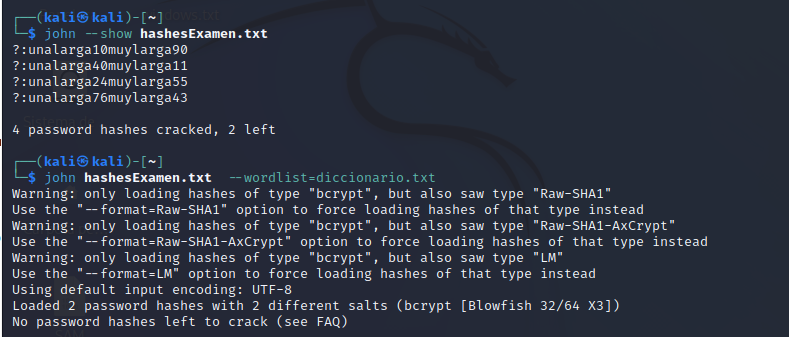 ┌──(kali㉿kali)-[~]
└─$ john --show hashesExamen.txt
?:unalarga10muylarga90
?:unalarga40muylarga11
?:unalarga24muylarga55
?:unalarga76muylarga43
4 password hashes cracked, 2 left
┌──(kali㉿kali)-[~]
└─$ john hashesExamen.txt  --wordlist=diccionario.txt
Warning: only loading hashes of type "bcrypt", but also saw type "Raw-SHA1"
Use the "--format=Raw-SHA1" option to force loading hashes of that type instead
Warning: only loading hashes of type "bcrypt", but also saw type "Raw-SHA1-AxCrypt"
Use the "--format=Raw-SHA1-AxCrypt" option to force loading hashes of that type instead
Warning: only loading hashes of type "bcrypt", but also saw type "LM"
Use the "--format=LM" option to force loading hashes of that type instead
Using default input encoding: UTF-8
Loaded 2 password hashes with 2 different salts (bcrypt [Blowfish 32/64 X3])
No password hashes left to crack (see FAQ)